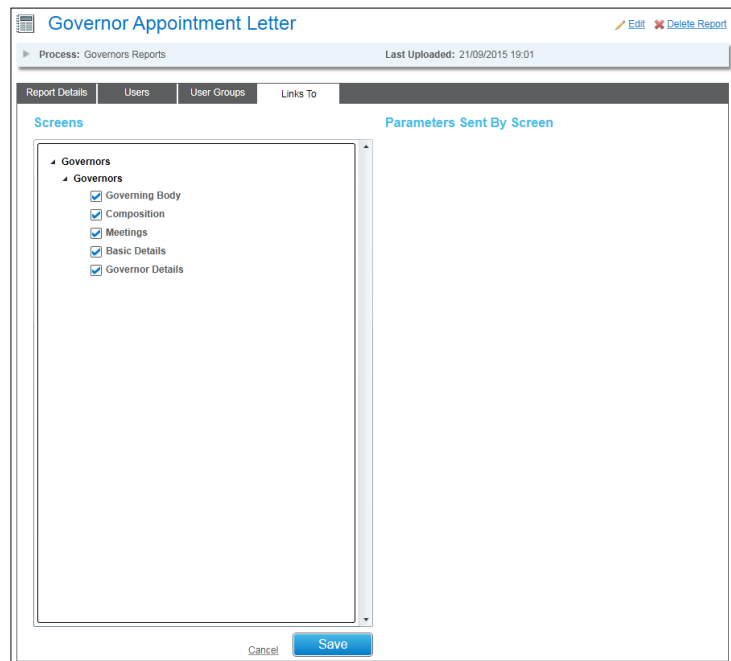 Governor Appointment Letter
Edit Delete Report
Process: Governors Reports Last Uploaded: 21/09/2015 19:01
Report Details Users User Groups Links To
Screens Parameters Sent By Screen
Governors
Governors
Governing Body
Composition
Meetings
Basic Details
Governor Details
Cancel Save